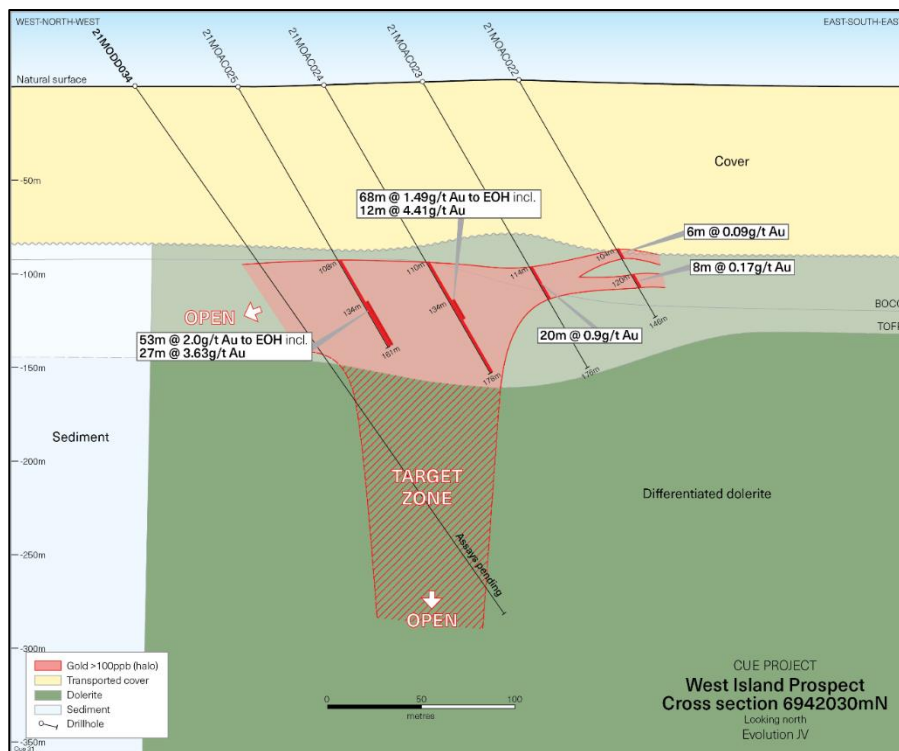 WEST-NORTH-WEST
EAST-SOUTH-EAST
21MODD034
21MOAC025
21MOAC024
21MOAC023
21MOAC022
Natural surface
Cover
-50m
68m @ 1.49g/t Au to EOH incl.
12m @ 4.41g/t Au
6m @ 0.09g/t Au
104m
8m @ 0.17g/t Au
-100m
108m
110m
114m
120m
OPEN
134m
134m
146m
BOCO
53m @ 2.0g/t Au to EOH incl.
27m @ 3.63g/t Au
20m @ 0.9g/t Au
161m
178m
-150m
Sediment
-200m
TARGET
ZONE
Differentiated dolerite
-250m
Assays pending
OPEN
-300m
Gold >100ppb (halo)
Transported cover
Dolerite
Sediment
Drillhole
0
50
100
metres
CUE PROJECT
West Island Prospect
Cross section 6942030mN
Looking north
Evolution JV
-350m